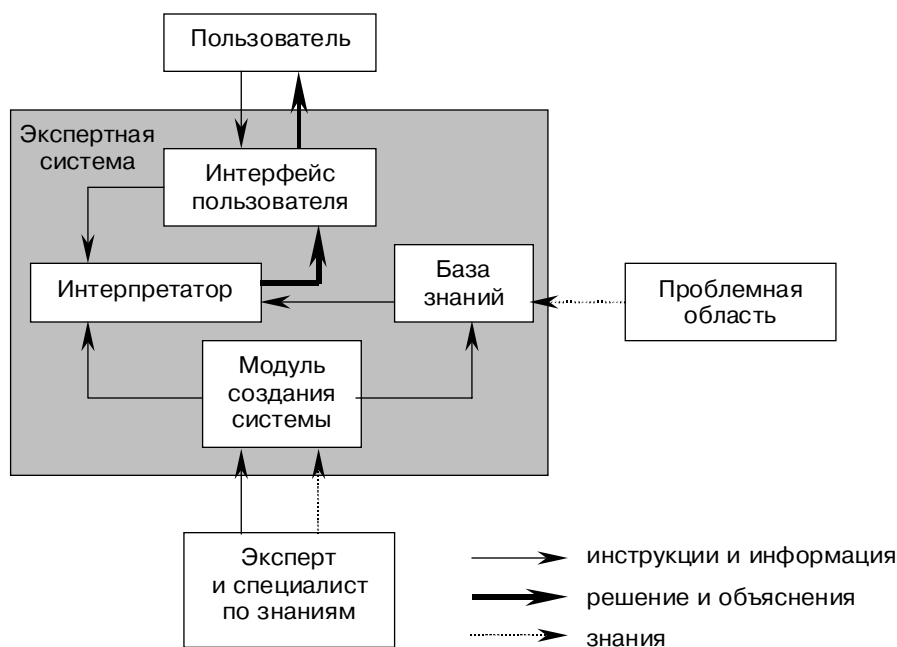 Пользователь
Экспертная
система
Интерфейс
пользователя
Интерпретатор
База
знаний
Проблемная
область
Модуль
создания
системы
Эксперт
и специалист
по знаниям
инструкции и информация
решение и объяснения
знания